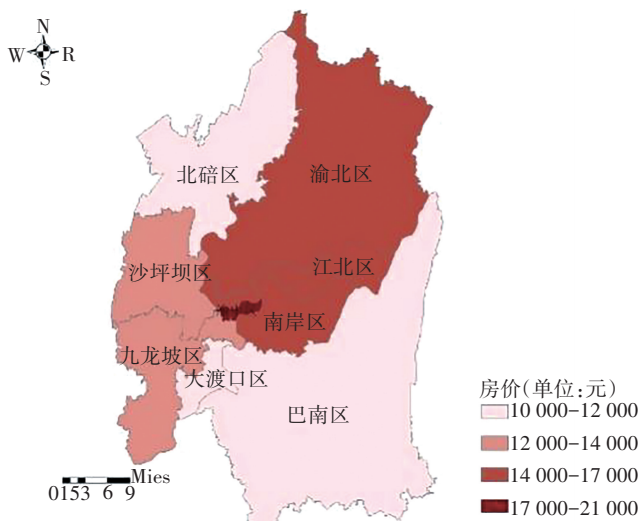 N
W R
S
北碚区
渝北区
沙坪坝区
江北区
南岸区
九龙坡区
大渡口区
巴南区
房价(单位:元)
10 000-12 000
12 000-14 000
14 000-17 000
17 000-21 000
Mies
0153 6 9